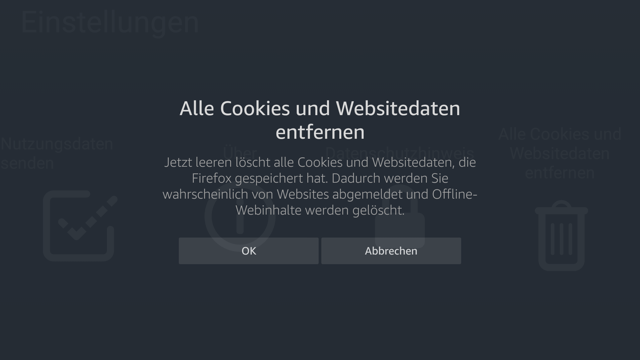 Einstellungen
Alle Cookies und Websitedaten
entfernen
Nutzungsdaten
senden
Über
Datenschutzhinweis
Alle Cookies und
Websitedaten
entfernen
Jetzt leeren löscht alle Cookies und Websitedaten, die
Firefox gespeichert hat. Dadurch werden Sie
wahrscheinlich von Websites abgemeldet und Offline-
Webinhalte werden gelöscht.
OK
Abbrechen